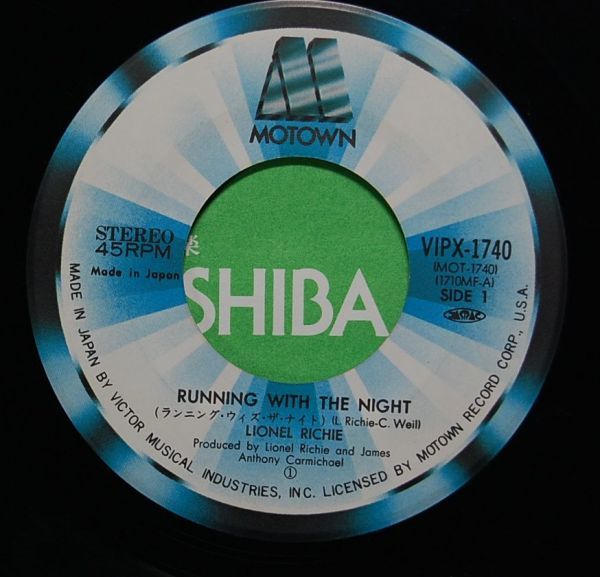 MOTOWN
STEREO
45RPM
Made in Japan
VIPX-1740
(MOT-1740)
(1710MF-A)
SIDE 1
JASRAC
SHIBA
RUNNING WITH THE NIGHT
(ランニング・ウィズ・ザ・ナイト) (L. Richie-C. Weil)
LIONEL RICHIE
Produced by Lionel Richie and James
Anthony Carmichael
①
MADE IN JAPAN BY VICTOR MUSICAL INDUSTRIES, INC. LICENSED BY MOTOWN RECORD CORP., U.S.A.